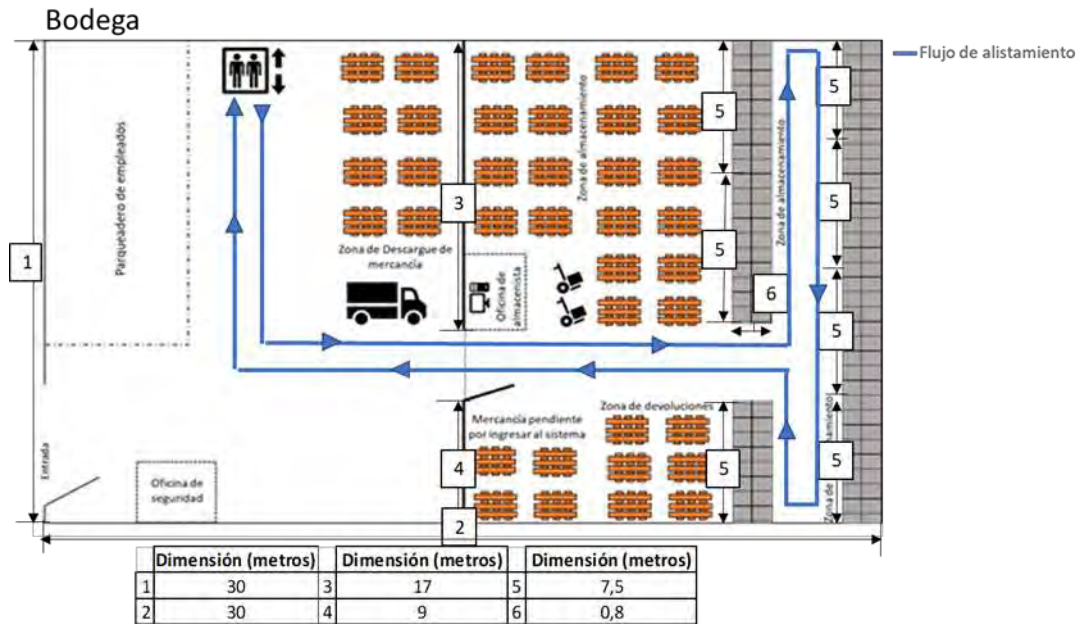 Bodega
Flujo de alistamiento
Parqueadero de empleados
Zona de almacenamiento
Zona de almacenamiento
5
5
5
5
5
5
5
5
3
1
6
4
2
Zona de Descargue de
mercancía
Oficina de
almacenista
Mercancía pendiente
por ingresar al sistema
Zona de devoluciones
Entrada
Oficina de
seguridad
Dimensión (metros) Dimensión (metros) Dimensión (metros)
1 30 3 17 5 7,5
2 30 4 9 6 0,8